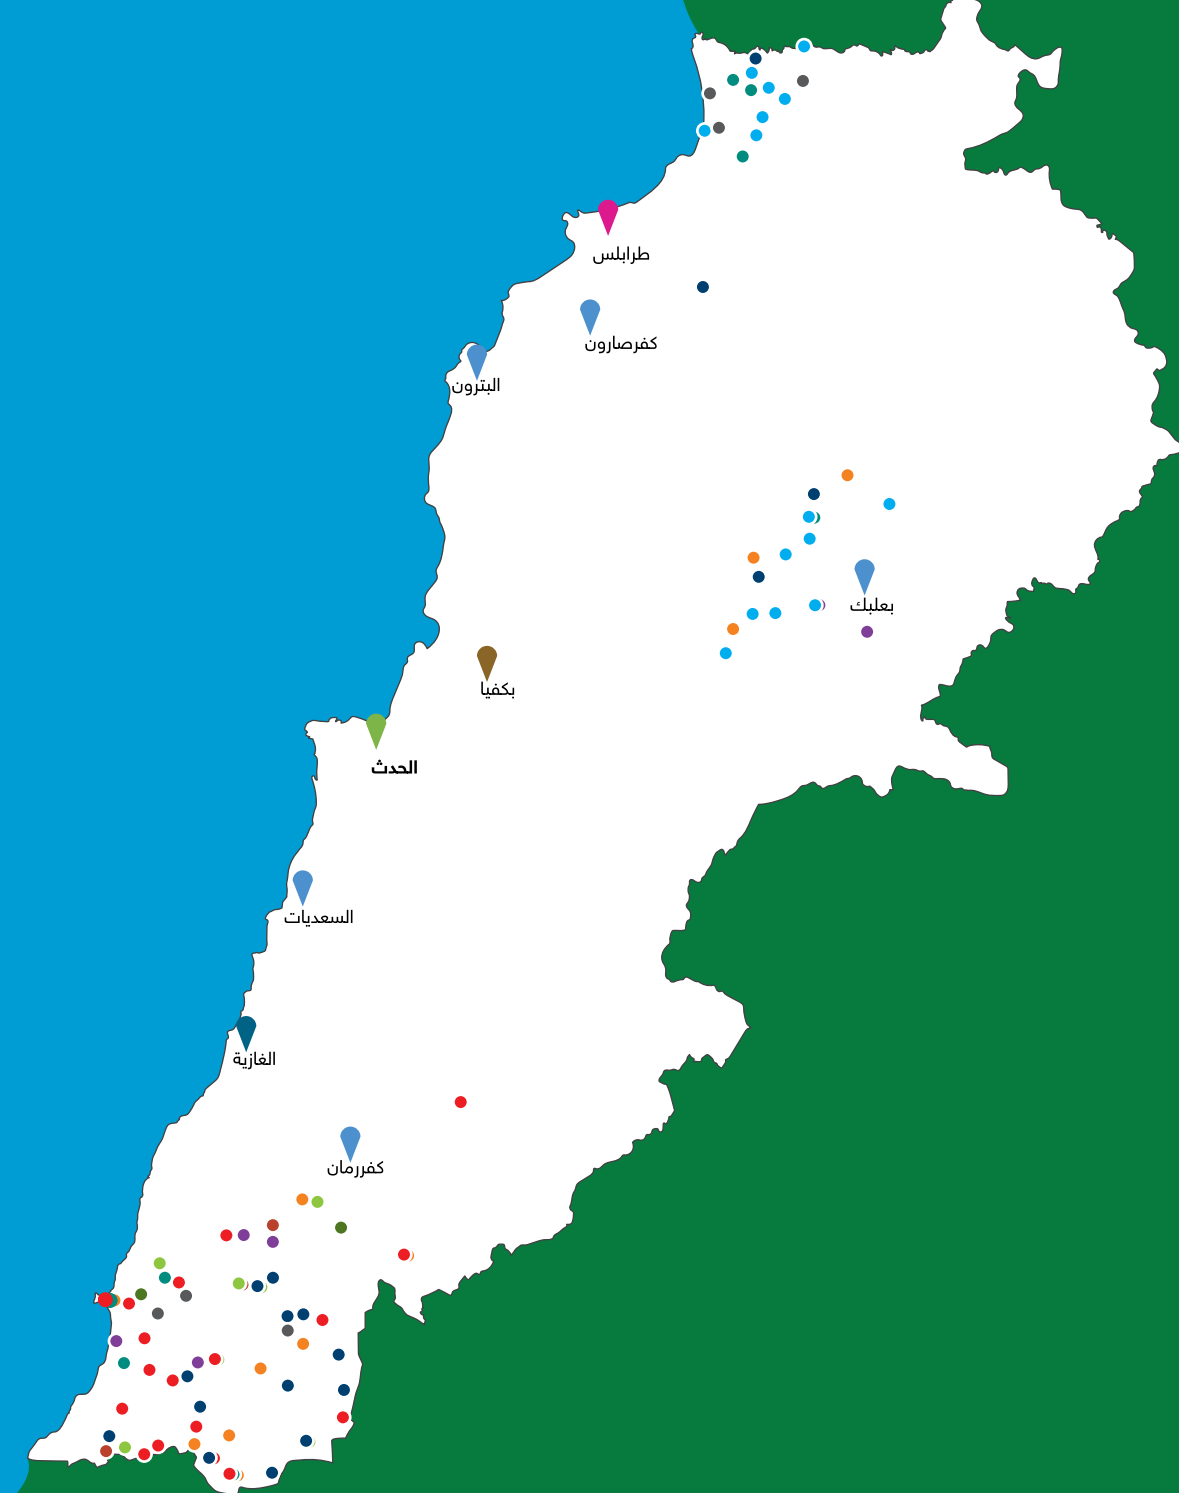 طرابلس
كفرصارون
البترون
بعلبك
بكفيا
الحدث
السعديات
الغازية
كفررمان